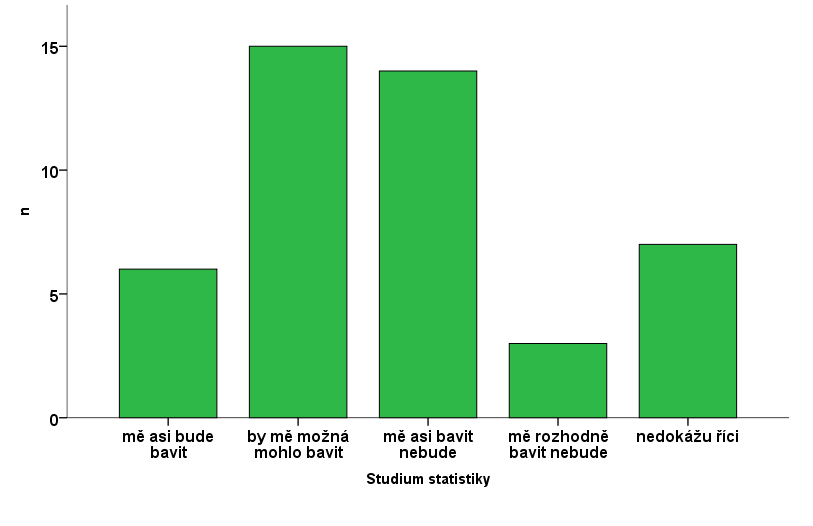 15
10
n
5
0
mě asi bude
bavit
by mě možná
mohlo bavit
mě asi bavit
nebude
mě rozhodně
bavit nebude
nedokážu říci
Studium statistiky